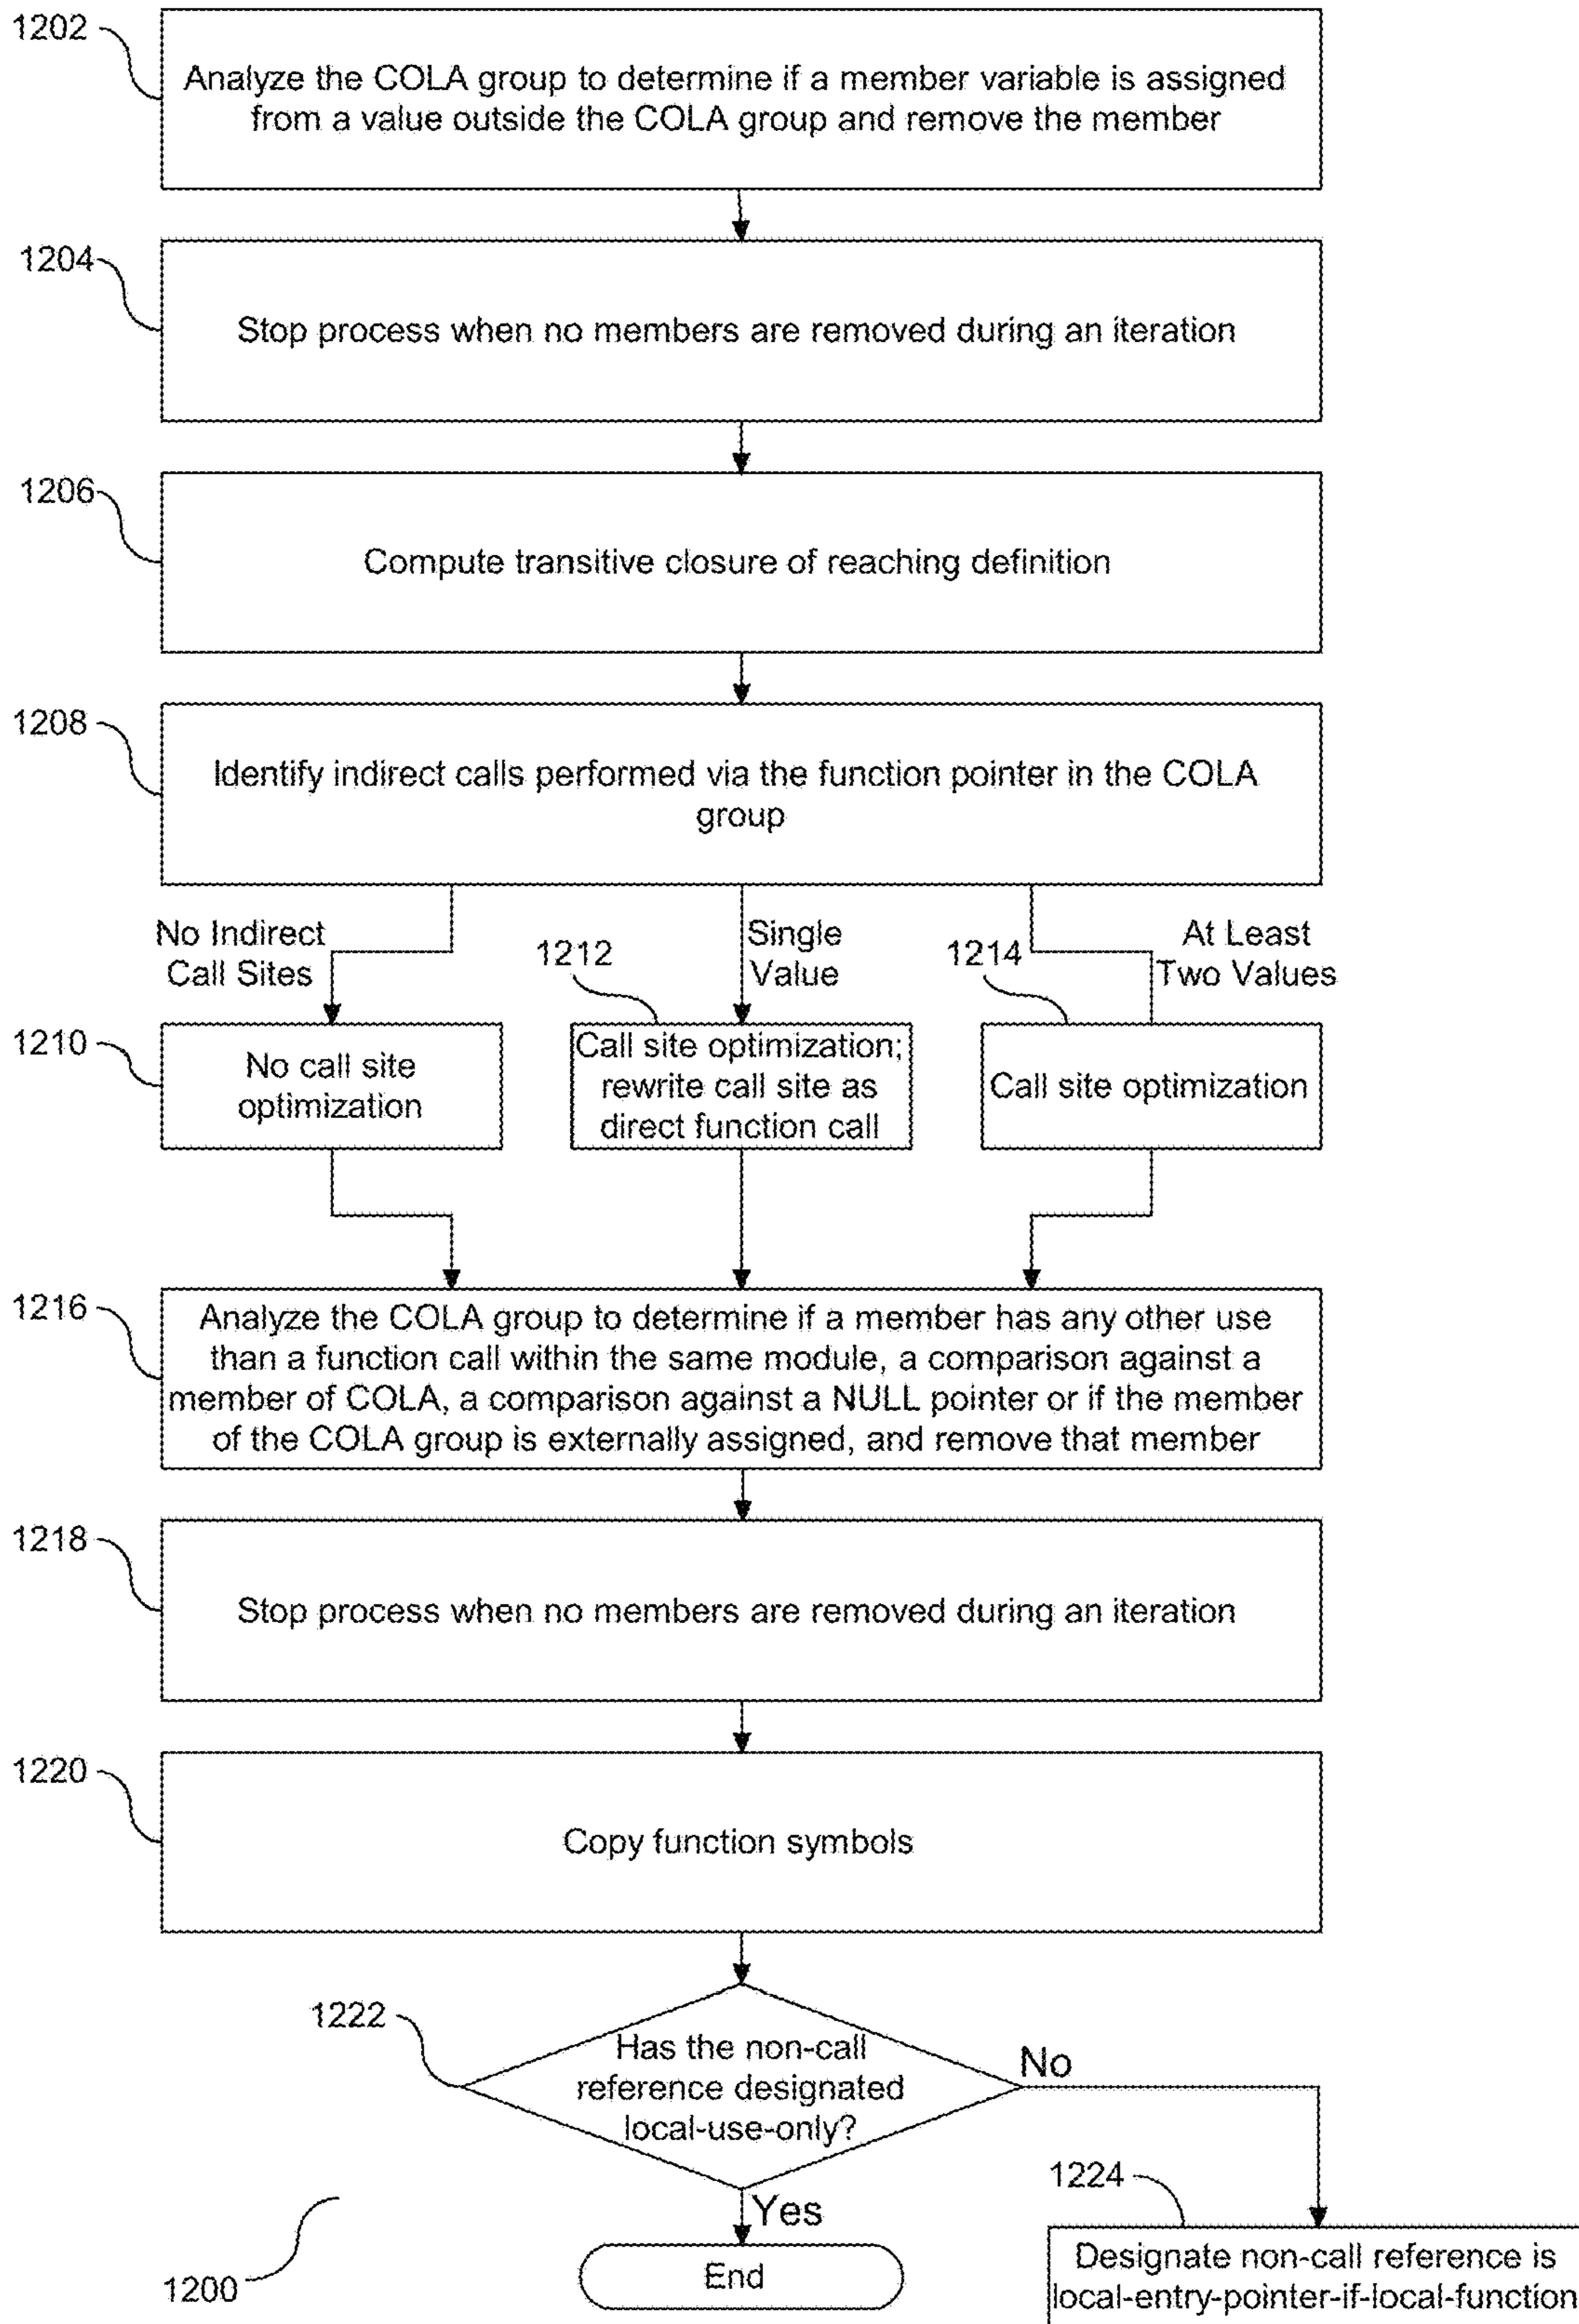 1202
Analyze the COLA group to determine if a member variable is assigned
from a value outside the COLA group and remove the member
1204
Stop process when no members are removed during an iteration
1206
Compute transitive closure of reaching definition
1208
Identify indirect calls performed via the function pointer in the COLA
group
No Indirect
Call Sites
1212
Single
Value
1214
At Least
Two Values
1210
No call site
optimization
Call site optimization;
rewrite call site as
direct function call
Call site optimization
1216
Analyze the COLA group to determine if a member has any other use
than a function call within the same module, a comparison against a
member of COLA, a comparison against a NULL pointer or if the member
of the COLA group is externally assigned, and remove that member
1218
Stop process when no members are removed during an iteration
1220
Copy function symbols
1222
Has the non-call
reference designated
local-use-only?
No
Yes
End
1224
Designate non-call reference is
local-entry-pointer-if-local-function
1200